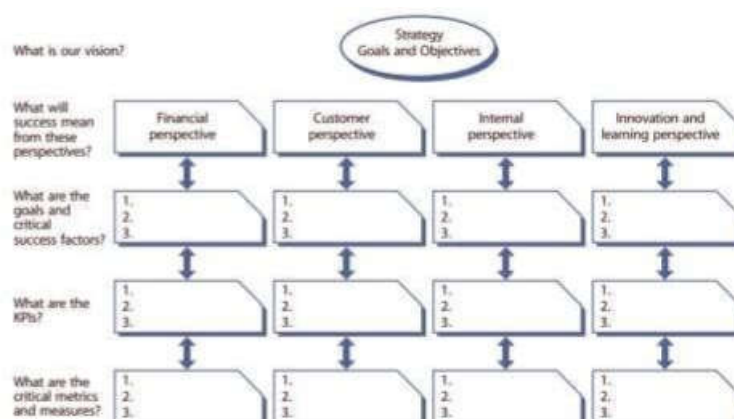 Strategy
Goals and Objectives
What is our vision?
What will
success mean
from these
perspectives?
Financial
perspective
Customer
perspective
Internal
perspective
Innovation and
learning perspective
What are the
goals and
critical
success factors?
1.
2.
3.
1.
2.
3.
1.
2.
3.
1.
2.
3.
What are the
KPIs?
1.
2.
3.
1.
2.
3.
1.
2.
3.
1.
2.
3.
What are the
critical metrics
and measures?
1.
2.
3.
1.
2.
3.
1.
2.
3.
1.
2.
3.